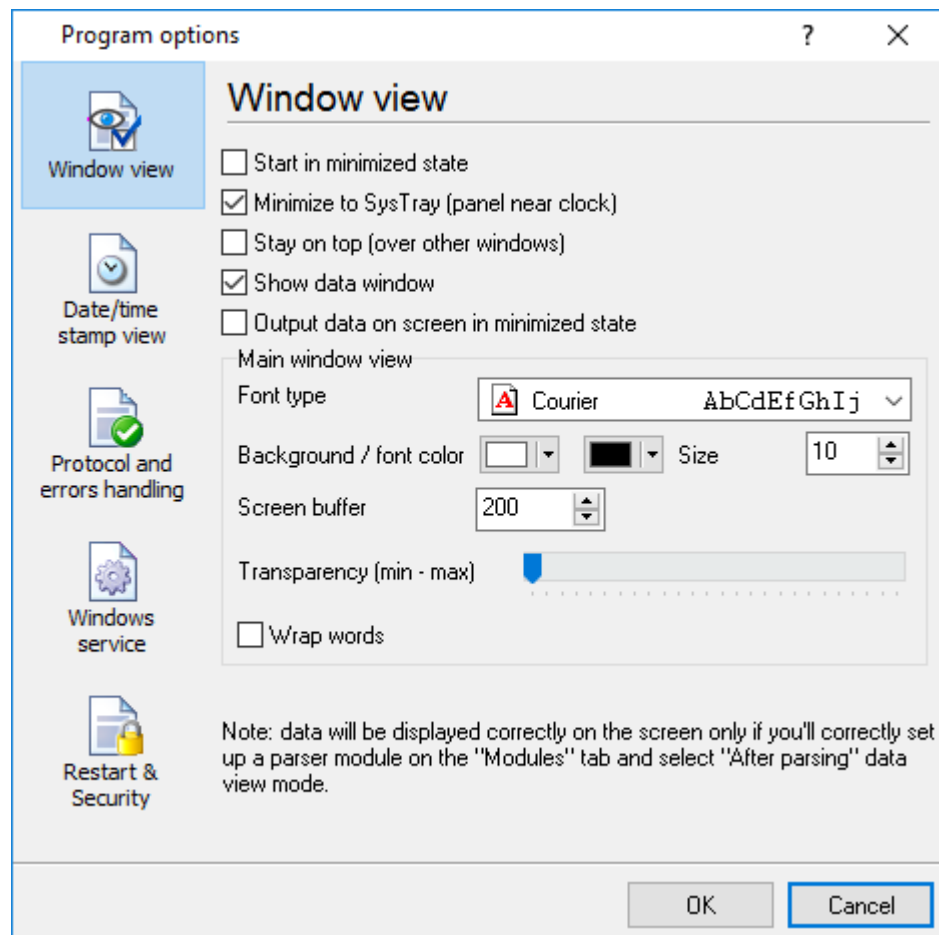 Program options
?
Window view
Window view
Date/time
stamp view
Protocol and
errors handling
Windows
service
Restart &
Security
Start in minimized state
Minimize to SysTray (panel near clock)
Stay on top (over other windows)
Show data window
Output data on screen in minimized state
Main window view
Font type
A Courier AbCdEfGhIj
Background / font color Size 10
Screen buffer 200
Transparency (min - max)
Wrap words
Note: data will be displayed correctly on the screen only if you'll correctly set
up a parser module on the "Modules" tab and select "After parsing" data
view mode.
OK Cancel